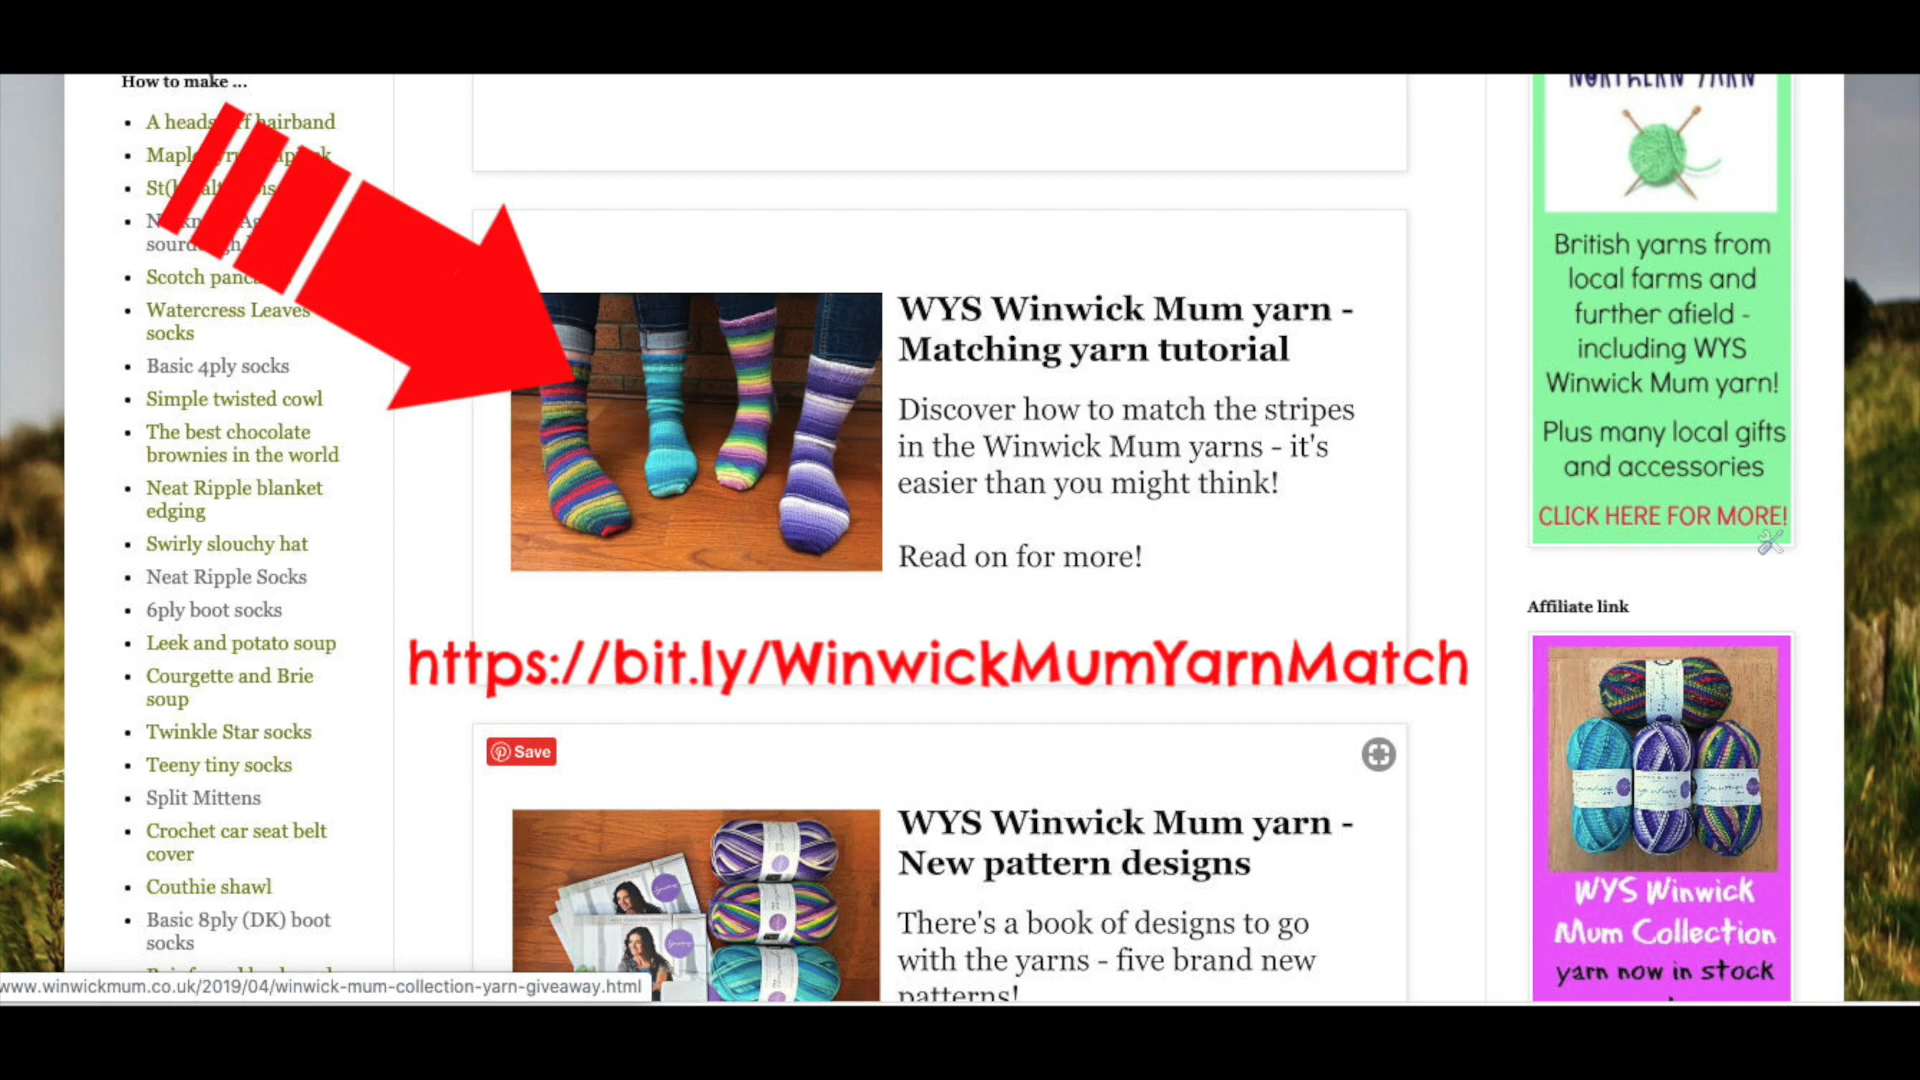 How to make ...
A hairband
St(
Scotch
Watercress Leaves
socks
Basic 4ply socks
Simple twisted cowl
The best chocolate
brownies in the world
Neat Ripple blanket
edging
Swirly slouchy hat
Neat Ripple Socks
6ply boot socks
Leek and potato soup
Courgette and Brie
soup
Twinkle Star socks
Teeny tiny socks
Split Mittens
Crochet car seat belt
cover
Couthie shawl
Basic 8ply (DK) boot
socks
www.winwickmum.co.uk/2019/04/winwick-mum-collection-yarn-giveaway.html
WYS Winwick Mum yarn -
Matching yarn tutorial
Discover how to match the stripes
in the Winwick Mum yarns - it's
easier than you might think!
Read on for more!
https://bit.ly/WinwickMumYarnMatch
Save
WYS Winwick Mum yarn -
New pattern designs
There's a book of designs to go
with the yarns - five brand new
patterns!
NORTHERN YARN
British yarns from
local farms and
further afield -
including WYS
Winwick Mum yarn!
Plus many local gifts
and accessories
CLICK HERE FOR MORE!
Affiliate link
WYS Winwick
Mum Collection
yarn now in stock